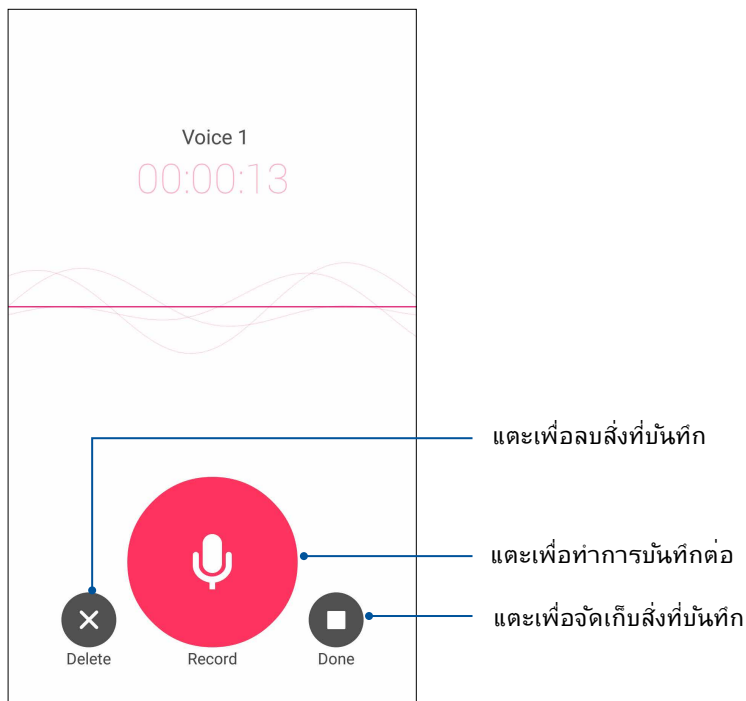 Voice 1
00:00:13
แตะเพื่อลบสิ่งที่บันทึก
แตะเพื่อทำการบันทึกต่อ
แตะเพื่อจัดเก็บสิ่งที่บันทึก
Delete
Record
Done